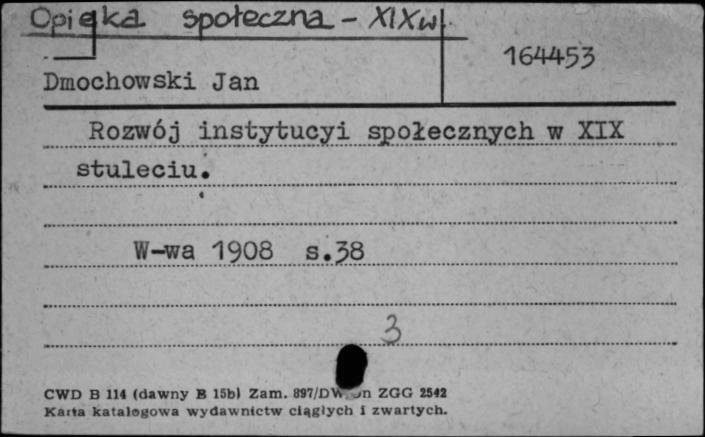 Opieka społeczna - XIX w.
164453
Dmochowski Jan
Rozwój instytucyi społecznych w XIX
stuleciu.
W-wa 1908 s.38
3
CWD B 114 (dawny B 15b) Zam. 897/DW ZGG 2542
Karta katalogowa wydawnictw ciągłych i zwartych.